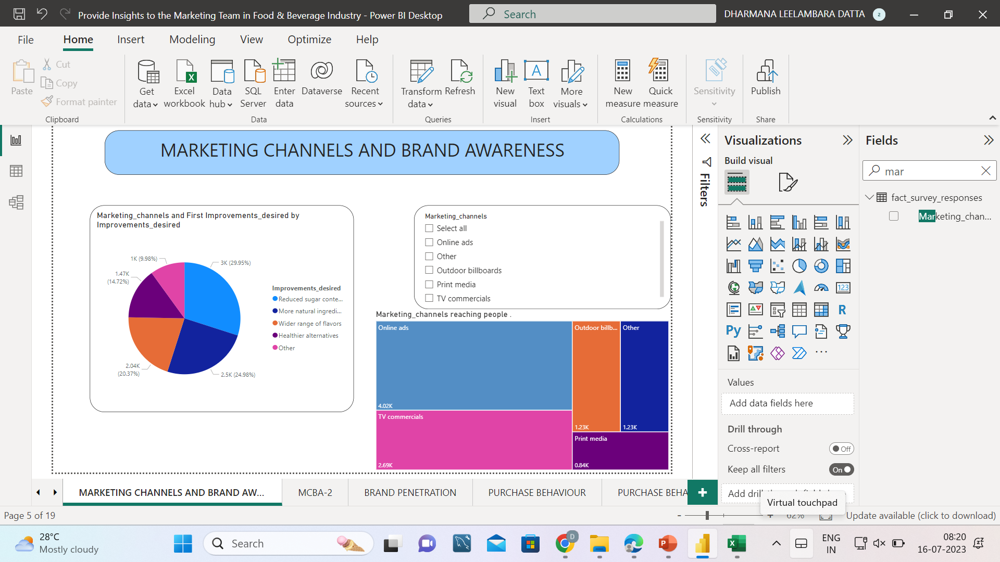 Provide Insights to the Marketing Team in Food & Beverage Industry - Power BI Desktop
Search
DHARMANA LEELAMBARA DATTA
2
File
Home
Insert
Modeling
View
Optimize
Help
Paste
Cut
Copy
Format painter
Clipboard
Get data
Excel workbook
Data hub
SQL Server
Enter data
Dataverse
Recent sources
Data
Transform data
Refresh
Queries
New visual
Text box
More visuals
Insert
New measure
Quick measure
Calculations
Sensitivity
Sensitivity
Publish
Share
MARKETING CHANNELS AND BRAND AWARENESS
Marketing_channels and First Improvements_desired by
Improvements_desired
1K (9.98%)
3K (29.95%)
1.47K
(14.72%)
2.04K
(20.37%)
2.5K (24.98%)
Improvements_desired
Reduced sugar conte...
More natural ingredi...
Wider range of flavors
Healthier alternatives
Other
Marketing_channels
Select all
Online ads
Other
Outdoor billboards
Print media
TV commercials
Marketing_channels reaching people .
Online ads
4.02K
TV commercials
2.69K
Outdoor billb...
1.23K
Other
1.23K
Print media
0.84K
Filters
Visualizations
Build visual
123
R
Py
Values
Add data fields here
Drill through
Cross-report
Off
Keep all filters
On
Add dril
Virtual touchpad
Fields
mar
fact_survey_responses
Marketing_chan...
MARKETING CHANNELS AND BRAND AW...
MCBA-2
BRAND PENETRATION
PURCHASE BEHAVIOUR
PURCHASE BEHA
Page 5 of 19
62%
Update available (click to download)
28°C
Mostly cloudy
Search
D
ENG
IN
08:20
16-07-2023